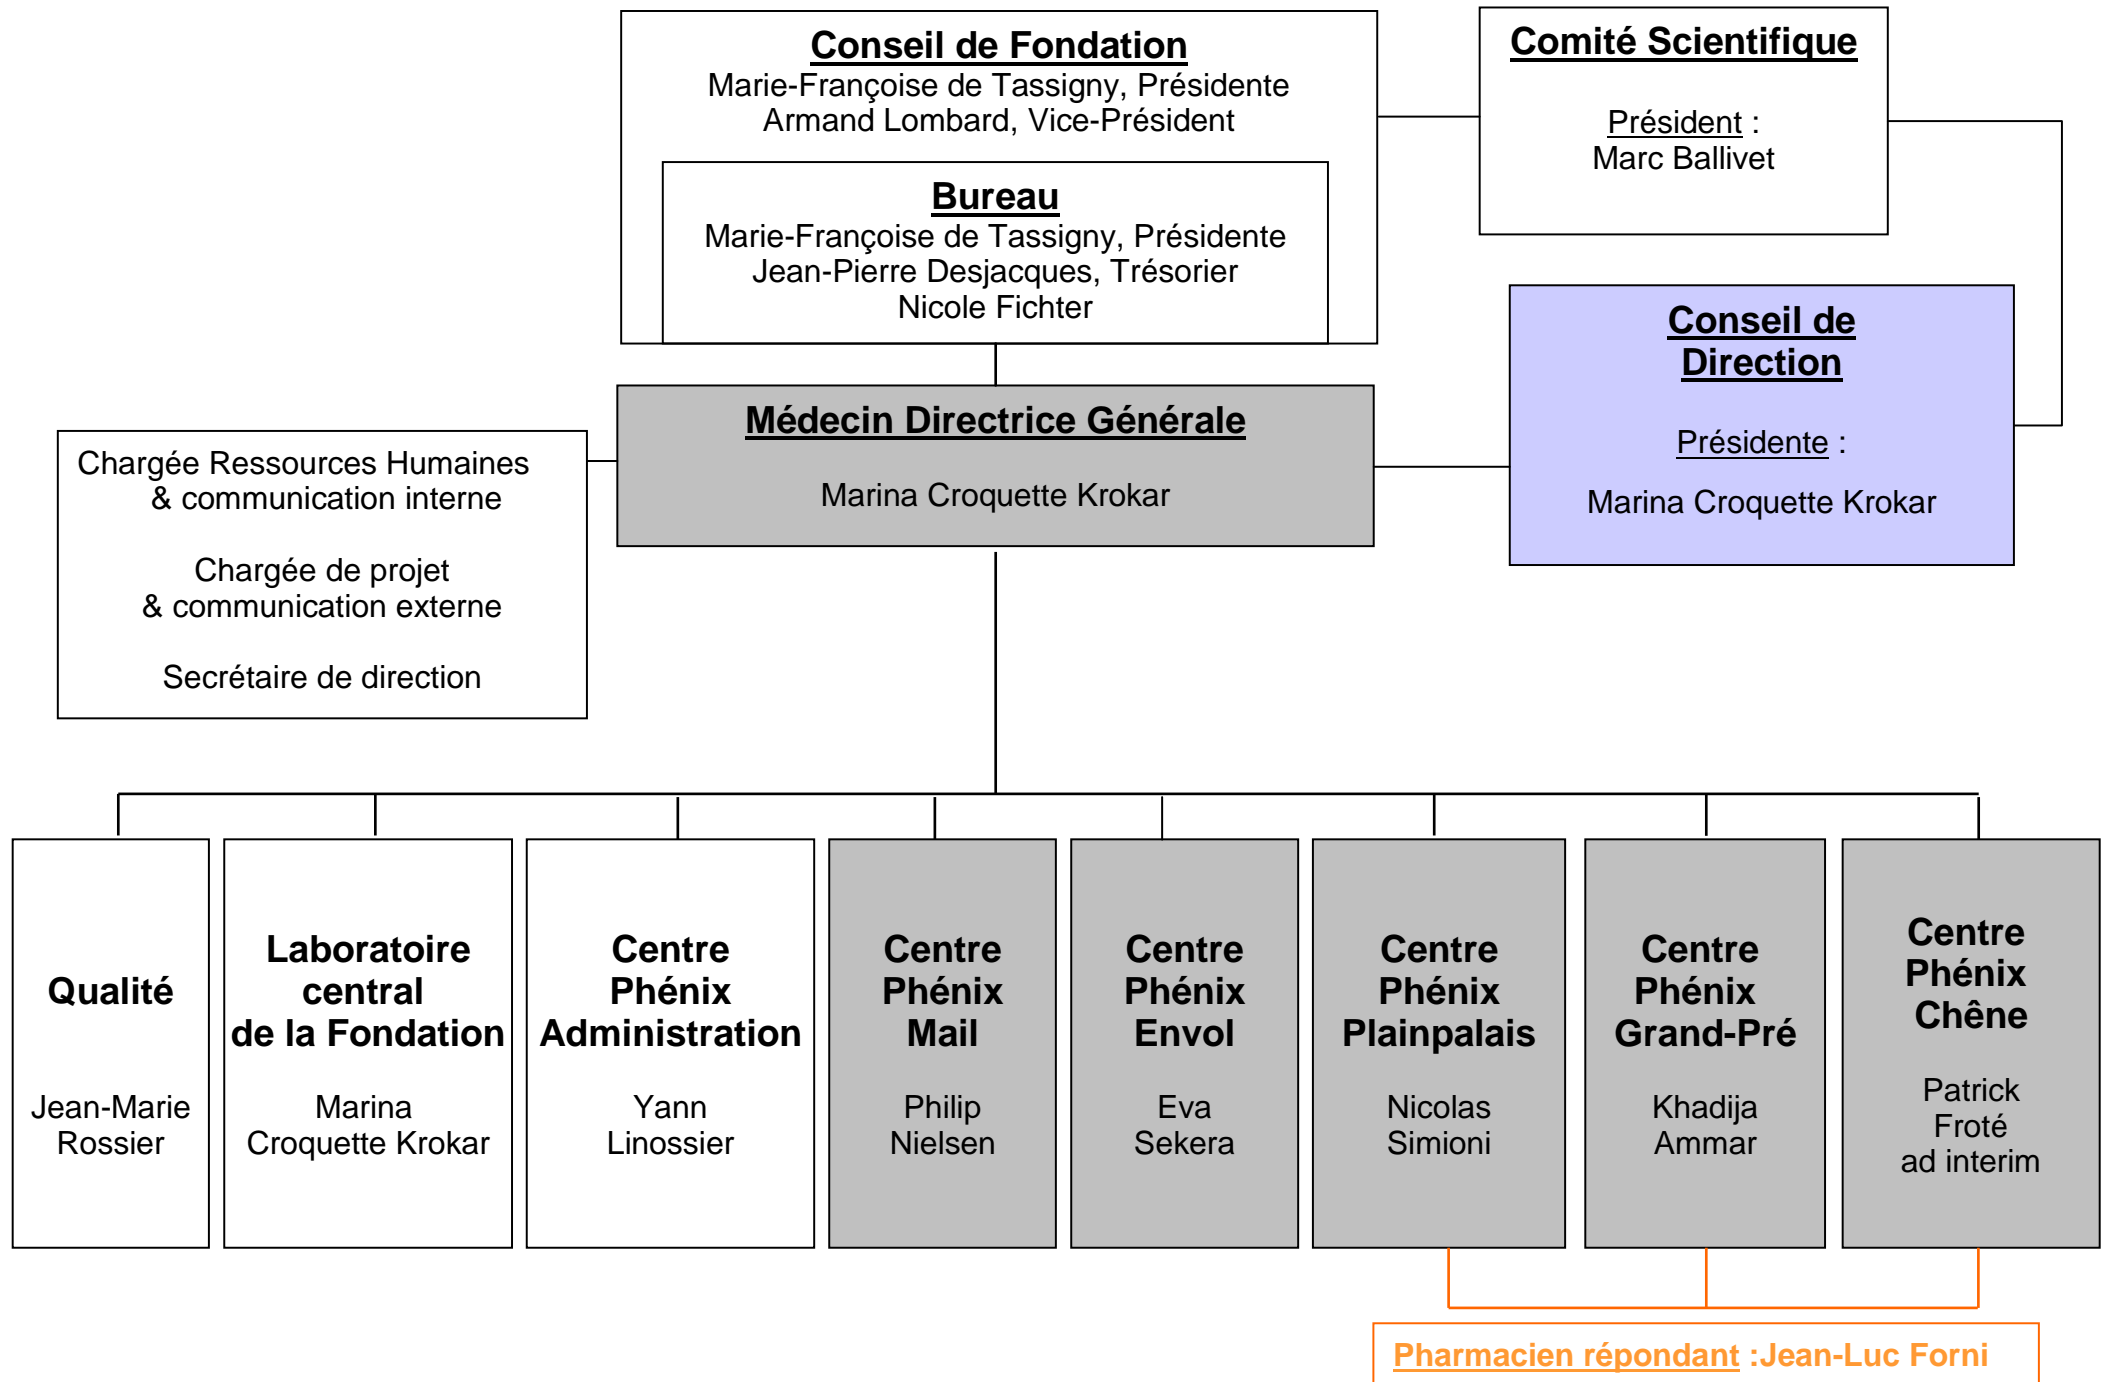 Conseil de Fondation
Marie-Françoise de Tassigny, Présidente
Armand Lombard, Vice-Président
Bureau
Marie-Françoise de Tassigny, Présidente
Jean-Pierre Desjacques, Trésorier
Nicole Fichter
Comité Scientifique
Président :
Marc Ballivet
Conseil de
Direction
Présidente :
Marina Croquette Krokar
Médecin Directrice Générale
Marina Croquette Krokar
Chargée Ressources Humaines
& communication interne
Chargée de projet
& communication externe
Secrétaire de direction
Qualité
Jean-Marie
Rossier
Laboratoire
central
de la Fondation
Marina
Croquette Krokar
Centre
Phénix
Administration
Yann
Linossier
Centre
Phénix
Mail
Philip
Nielsen
Centre
Phénix
Envol
Eva
Sekera
Centre
Phénix
Plainpalais
Nicolas
Simioni
Centre
Phénix
Grand-Pré
Khadija
Ammar
Centre
Phénix
Chêne
Patrick
Froté
ad interim
Pharmacien répondant :Jean-Luc Forni